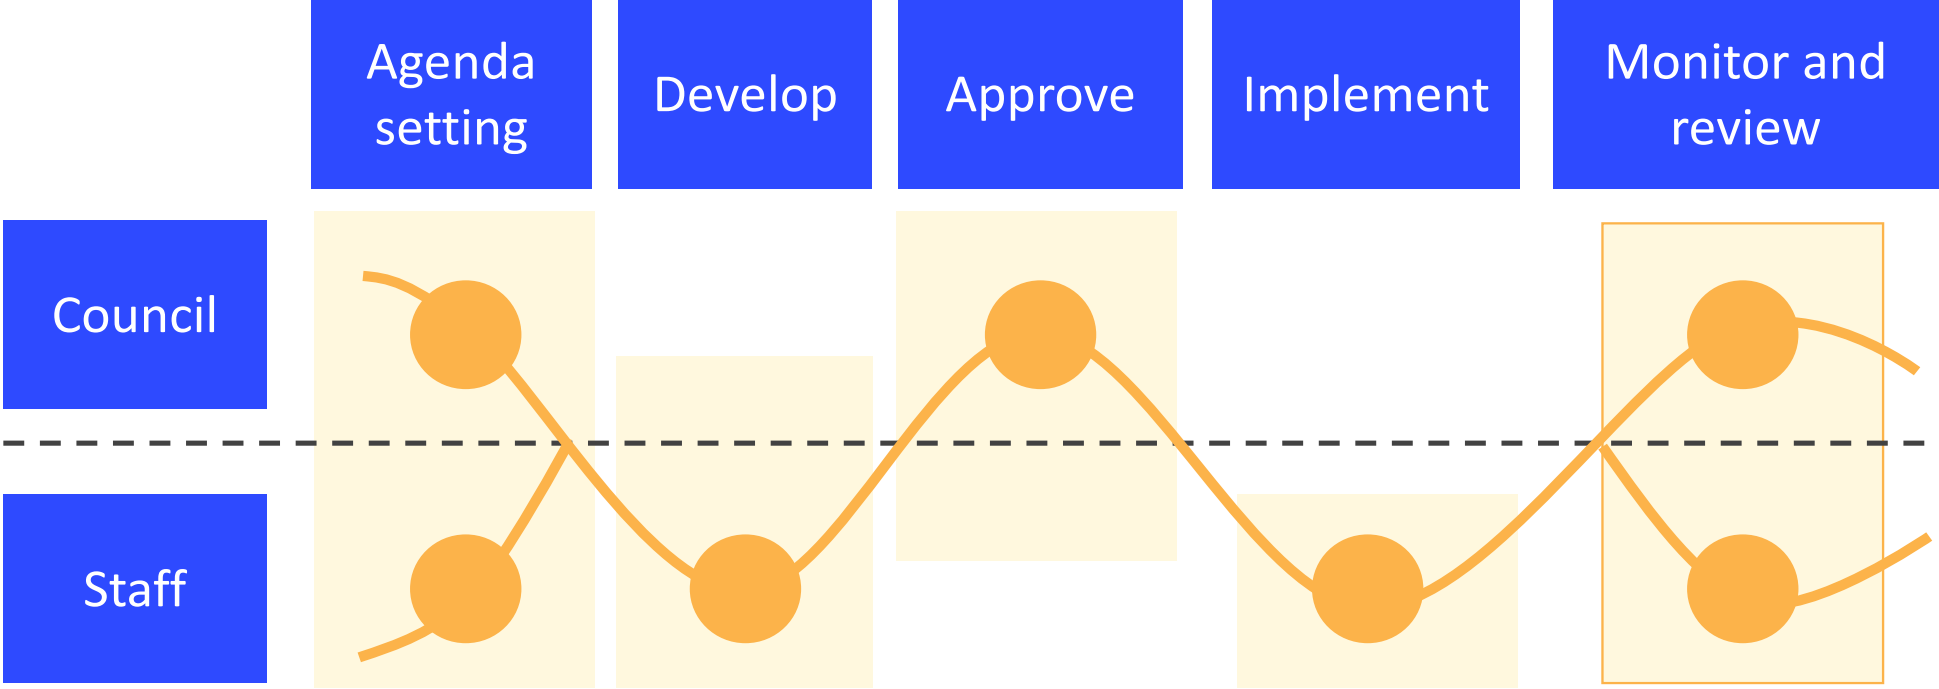 Agenda
setting
Develop
Approve
Implement
Monitor and
review
Council
Staff